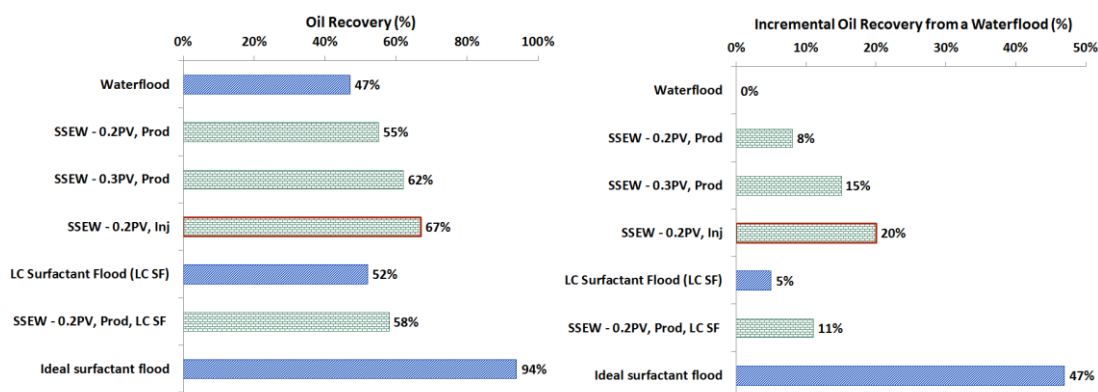 Oil Recovery (%)
0% 20% 40% 60% 80% 100%
Waterflood 47%
SSEW - 0.2PV, Prod 55%
SSEW - 0.3PV, Prod 62%
SSEW - 0.2PV, Inj 67%
LC Surfactant Flood (LC SF) 52%
SSEW - 0.2PV, Prod, LC SF 58%
Ideal surfactant flood 94%
Incremental Oil Recovery from a Waterflood (%)
0% 10% 20% 30% 40% 50%
Waterflood 0%
SSEW - 0.2PV, Prod 8%
SSEW - 0.3PV, Prod 15%
SSEW - 0.2PV, Inj 20%
LC Surfactant Flood (LC SF) 5%
SSEW - 0.2PV, Prod, LC SF 11%
Ideal surfactant flood 47%